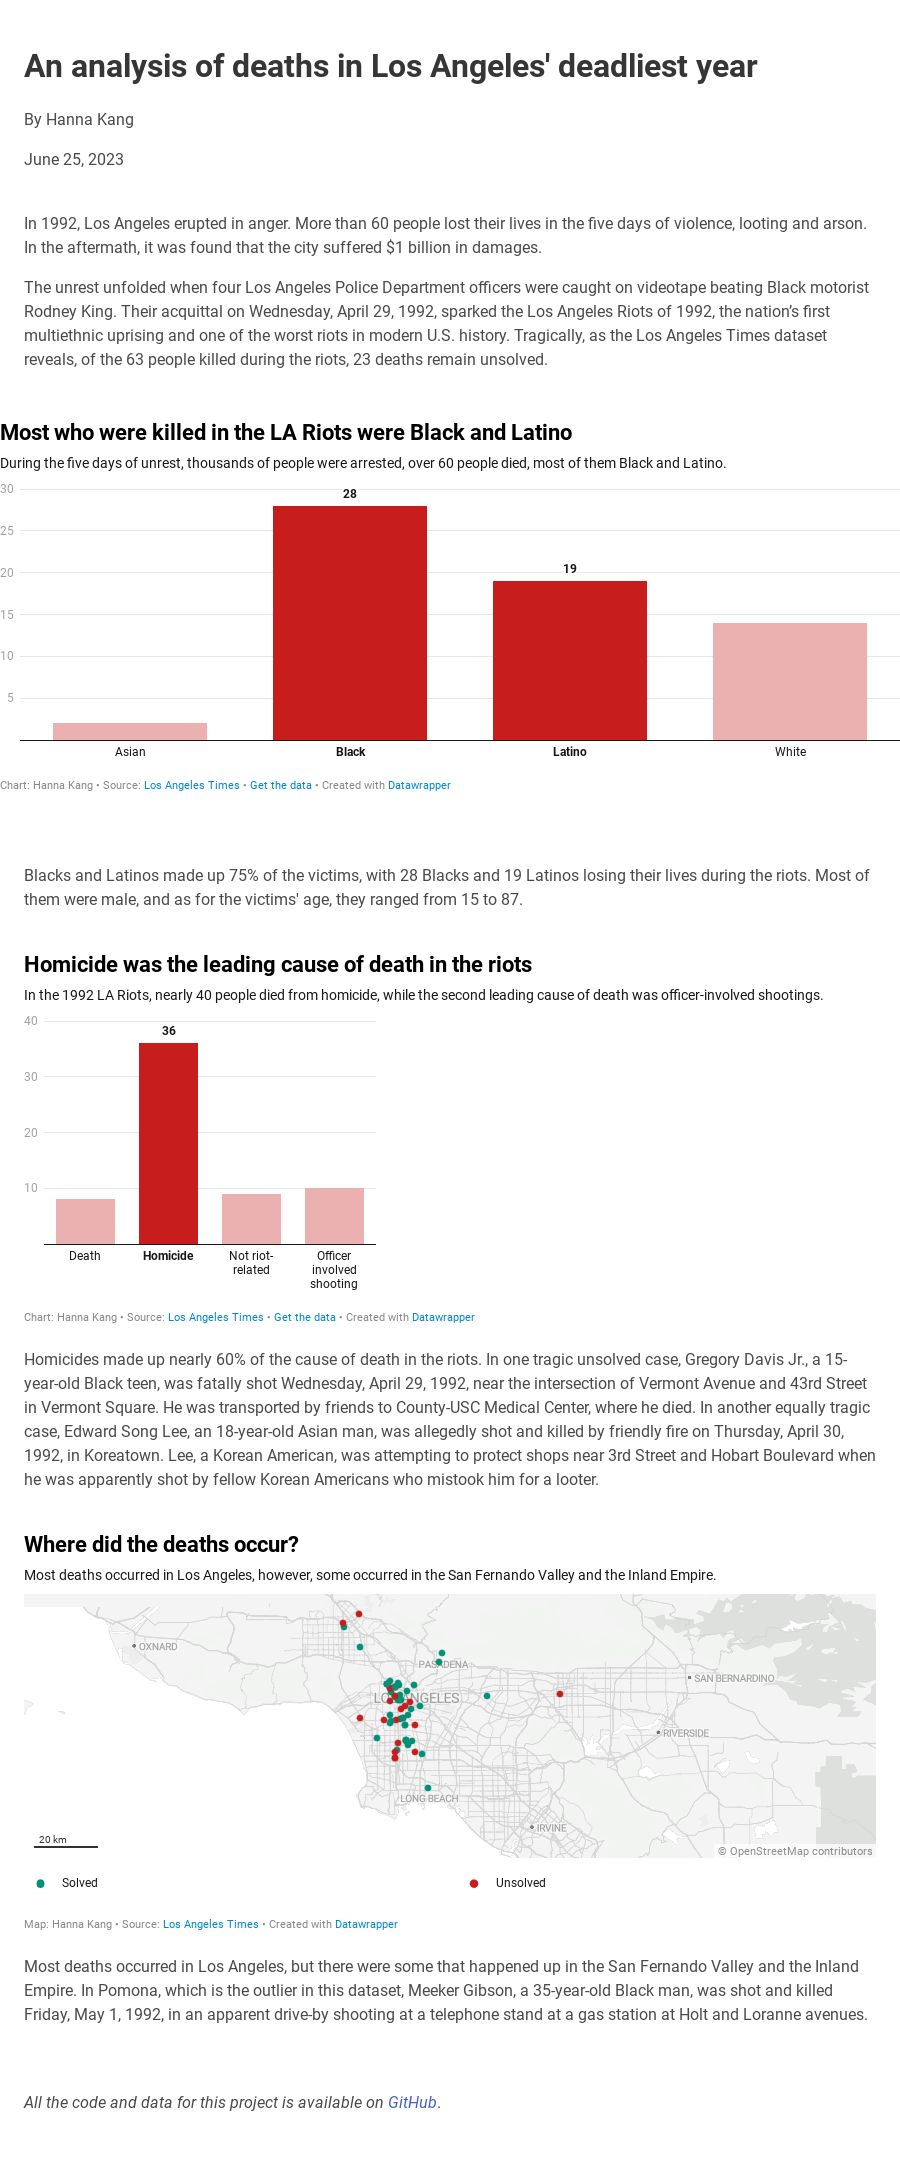 An analysis of deaths in Los Angeles' deadliest year
By Hanna Kang
June 25, 2023
In 1992, Los Angeles erupted in anger. More than 60 people lost their lives in the five days of violence, looting and arson.
In the aftermath, it was found that the city suffered $1 billion in damages.
The unrest unfolded when four Los Angeles Police Department officers were caught on videotape beating Black motorist
Rodney King. Their acquittal on Wednesday, April 29, 1992, sparked the Los Angeles Riots of 1992, the nation’s first
multiethnic uprising and one of the worst riots in modern U.S. history. Tragically, as the Los Angeles Times dataset
reveals, of the 63 people killed during the riots, 23 deaths remain unsolved.
Most who were killed in the LA Riots were Black and Latino
During the five days of unrest, thousands of people were arrested, over 60 people died, most of them Black and Latino.
30
28
25
20
19
15
10
5
Asian Black Latino White
Chart: Hanna Kang • Source: Los Angeles Times • Get the data • Created with Datawrapper
Blacks and Latinos made up 75% of the victims, with 28 Blacks and 19 Latinos losing their lives during the riots. Most of
them were male, and as for the victims' age, they ranged from 15 to 87.
Homicide was the leading cause of death in the riots
In the 1992 LA Riots, nearly 40 people died from homicide, while the second leading cause of death was officer-involved shootings.
40
36
30
20
10
Death Homicide Not riot- Officer
related involved
shooting
Chart: Hanna Kang • Source: Los Angeles Times • Get the data • Created with Datawrapper
Homicides made up nearly 60% of the cause of death in the riots. In one tragic unsolved case, Gregory Davis Jr., a 15-
year-old Black teen, was fatally shot Wednesday, April 29, 1992, near the intersection of Vermont Avenue and 43rd Street
in Vermont Square. He was transported by friends to County-USC Medical Center, where he died. In another equally tragic
case, Edward Song Lee, an 18-year-old Asian man, was allegedly shot and killed by friendly fire on Thursday, April 30,
1992, in Koreatown. Lee, a Korean American, was attempting to protect shops near 3rd Street and Hobart Boulevard when
he was apparently shot by fellow Korean Americans who mistook him for a looter.
Where did the deaths occur?
Most deaths occurred in Los Angeles, however, some occurred in the San Fernando Valley and the Inland Empire.
OXNARD
PASADENA
SAN BERNARDINO
LOS ANGELES
RIVERSIDE
LONG BEACH
IRVINE
20 km
© OpenStreetMap contributors
Solved Unsolved
Map: Hanna Kang • Source: Los Angeles Times • Created with Datawrapper
Most deaths occurred in Los Angeles, but there were some that happened up in the San Fernando Valley and the Inland
Empire. In Pomona, which is the outlier in this dataset, Meeker Gibson, a 35-year-old Black man, was shot and killed
Friday, May 1, 1992, in an apparent drive-by shooting at a telephone stand at a gas station at Holt and Loranne avenues.
All the code and data for this project is available on GitHub.